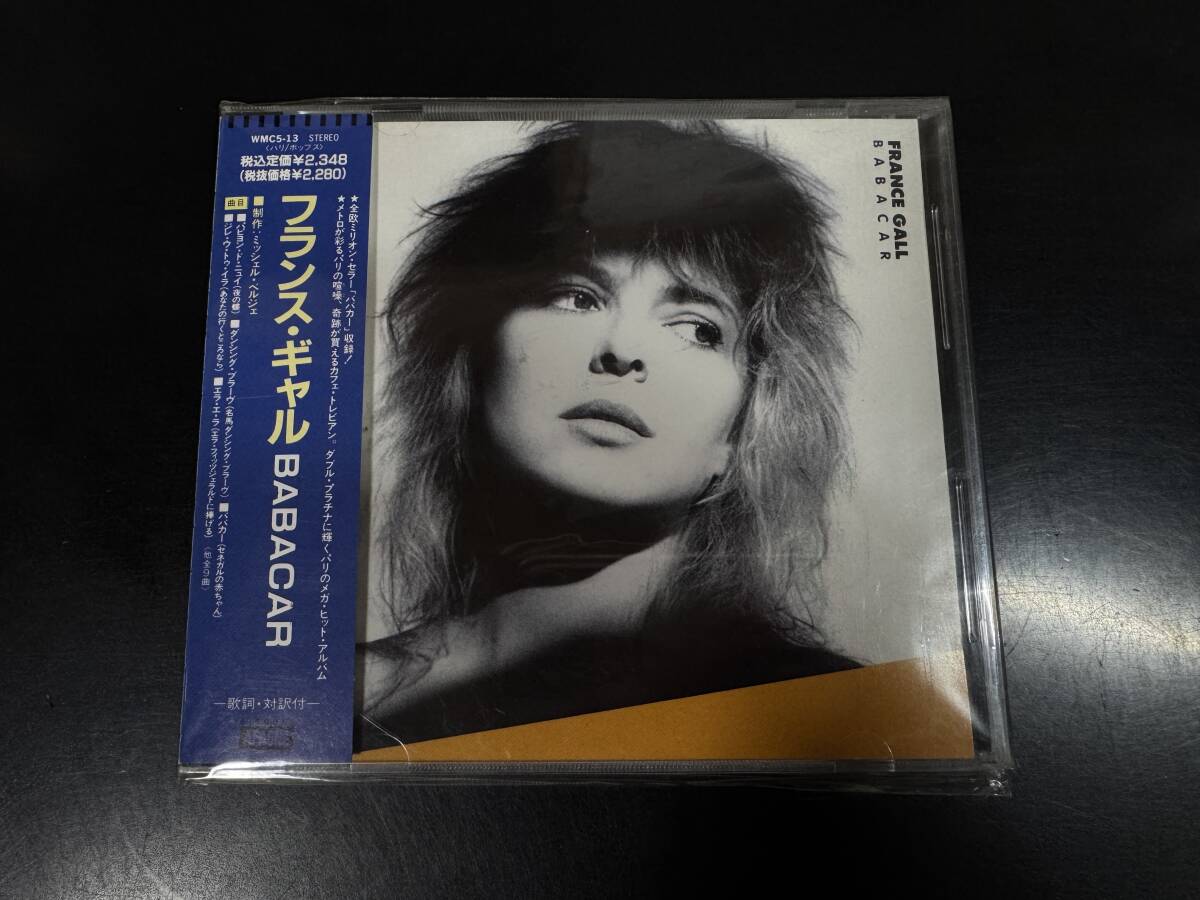 WMC5-13 STEREO
〈パリ/ポップス〉
税込定価¥2,348
(税抜価格¥2,280)
★全欧ミリオン・セラー「ババカー」収録!
★メトロが彩るパリの喧噪、奇跡が買えるカフェ・トレビアン。ダブル・プラチナに輝くパリのメガ・ヒット・アルバム
フランス・ギャル BABACAR
■制作:ミッシェル・ベルジェ
曲目
■パピヨン・ド・ニュイ(夜の蝶) ■ダンシング・ブラーヴ(名馬ダンシング・ブラーヴ) ■ババカー(セネガルの赤ちゃん)
■ジレ・ウ・トゥ・イラ(あなたの行くところなら) ■エラ・エ・ラ(エラ・フィッツジェラルドに捧げる) 〈他全9曲〉
—歌詞・対訳付—
FRANCE GALL
BABACAR